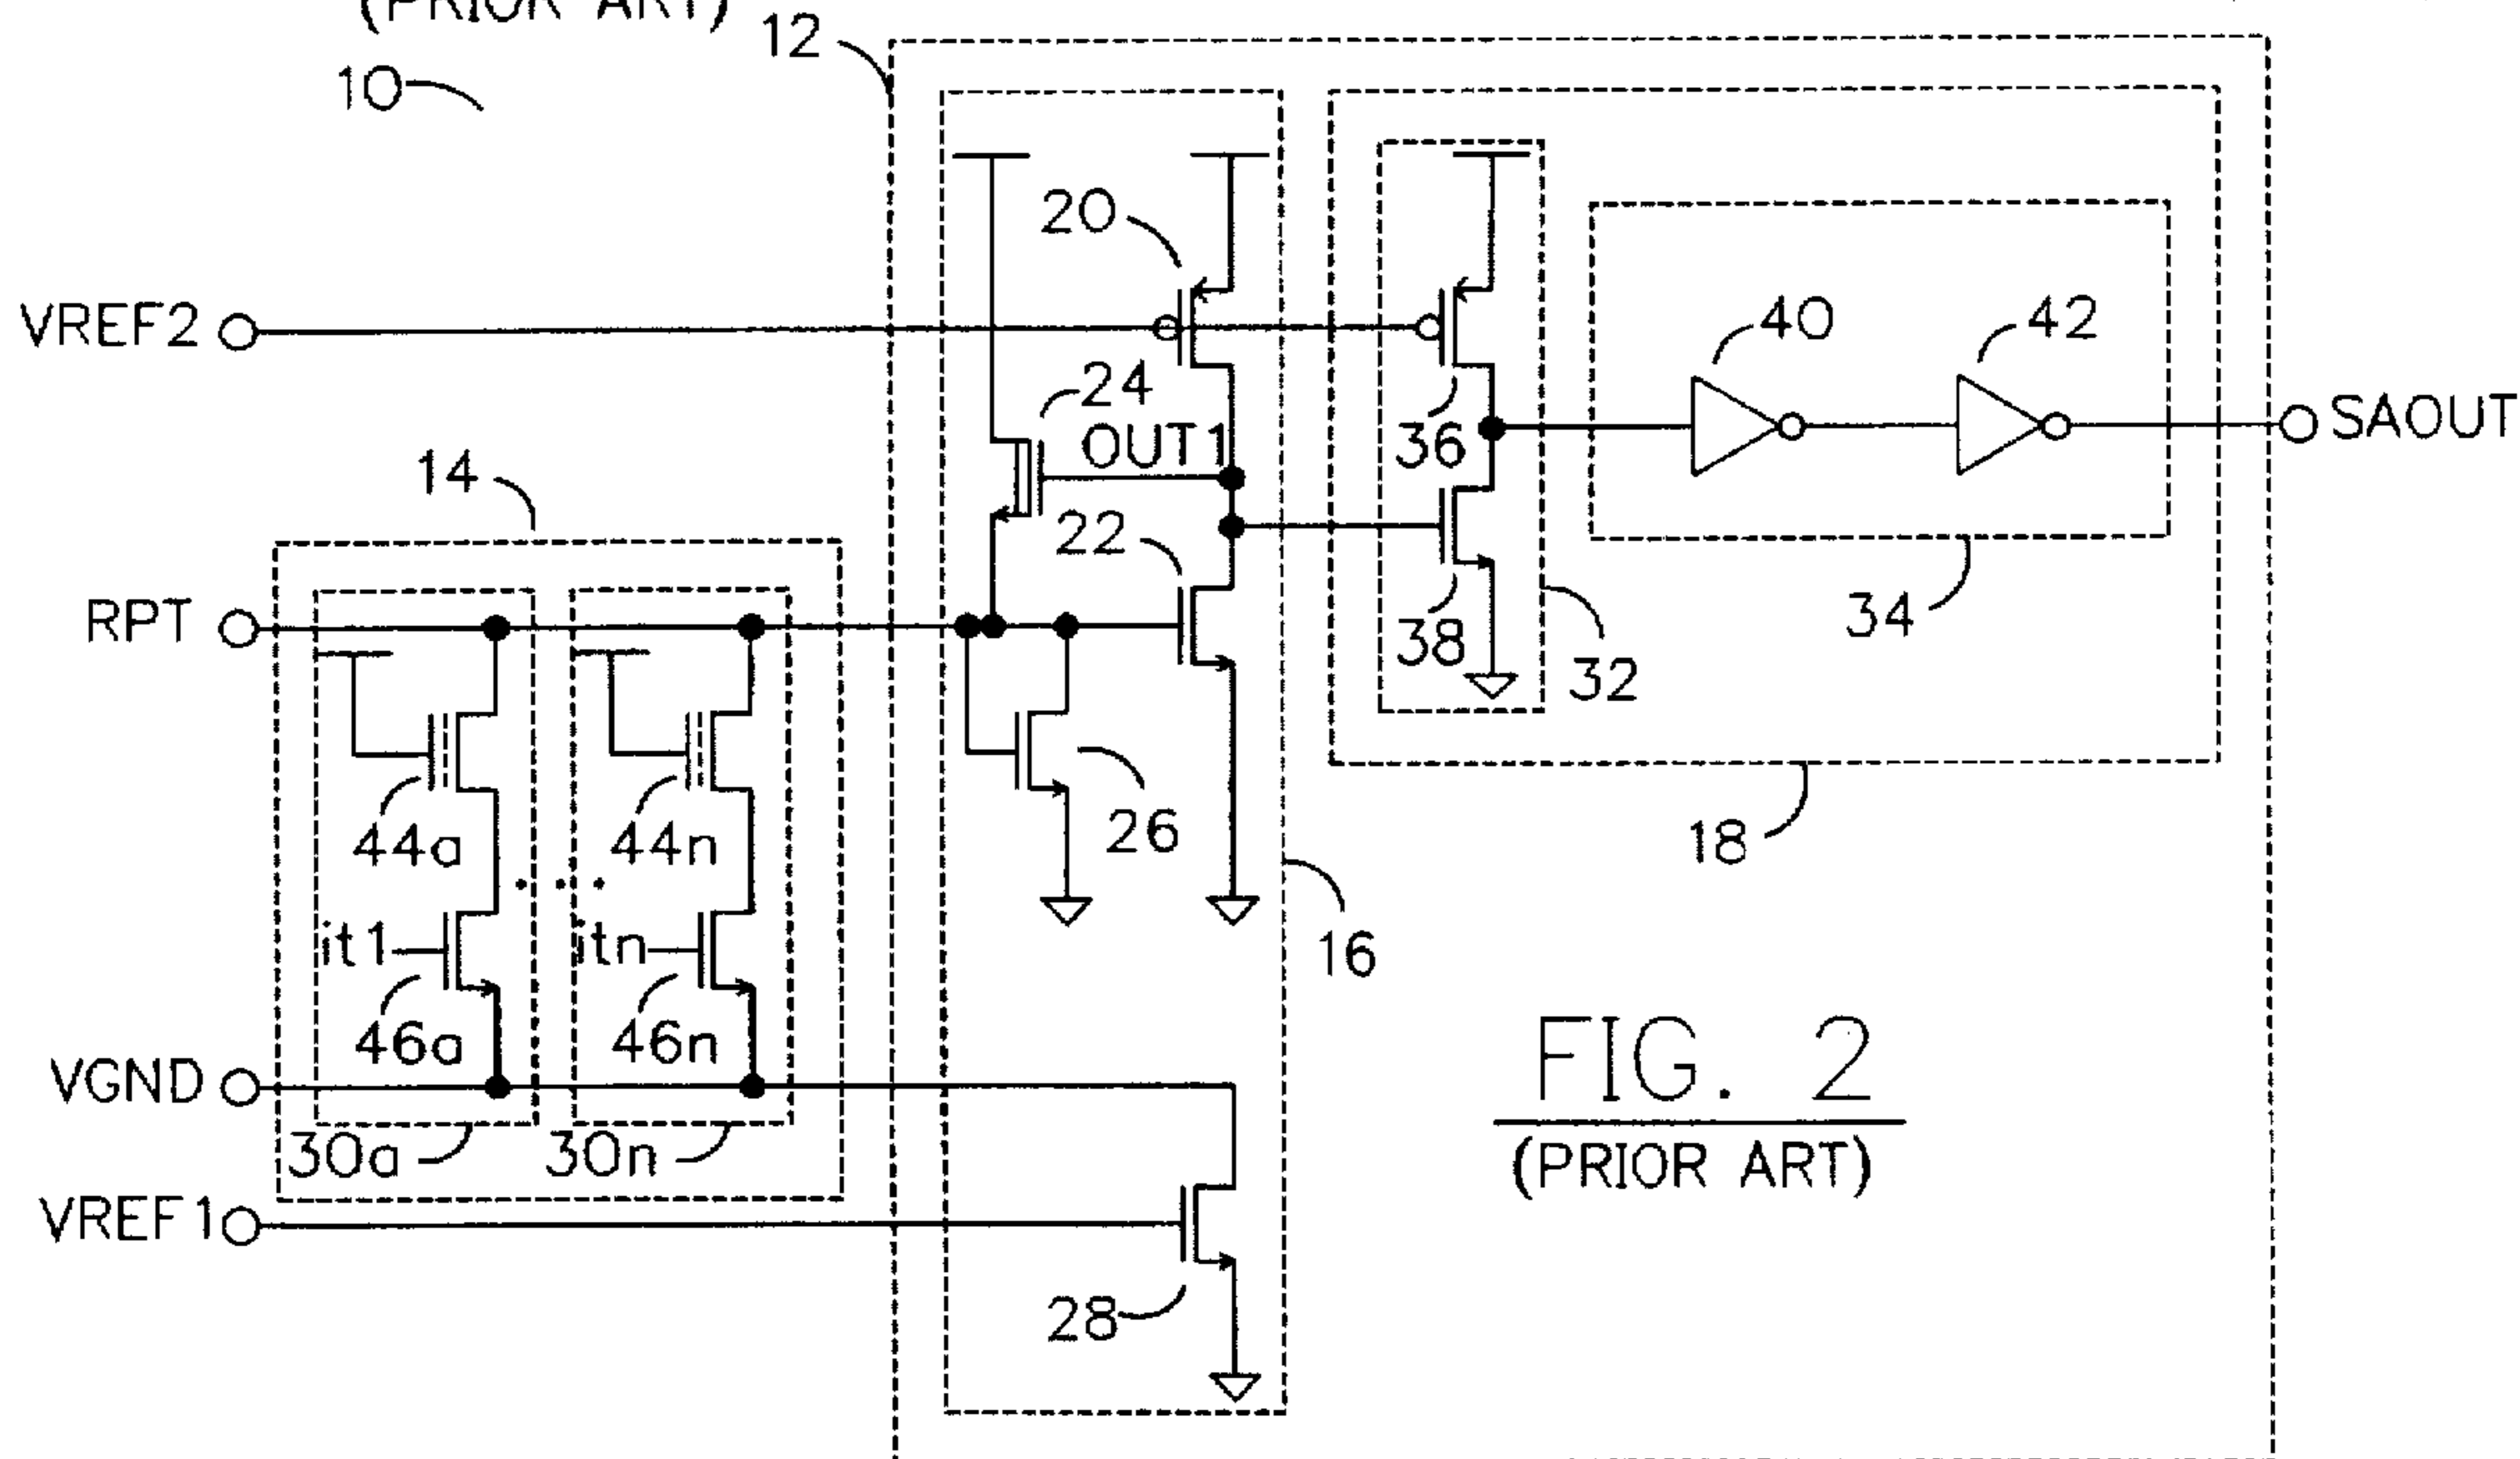 (PRIOR ART)
12
10
20
VREF2
24
40
42
OUT1
36
SAOUT
14
22
RPT
38
34
32
44a
44n
26
18
it1
itn
16
46a
46n
VGND
30a
30n
FIG. 2
(PRIOR ART)
VREF1
28